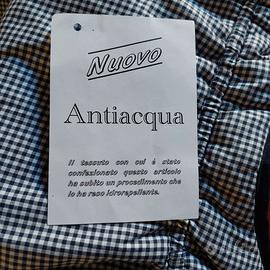 Nuovo
Antiacqua
Il tessuto con cui é stato
confezionato questo articolo
ha subito un procedimento che
lo ha reso idrorepellente.